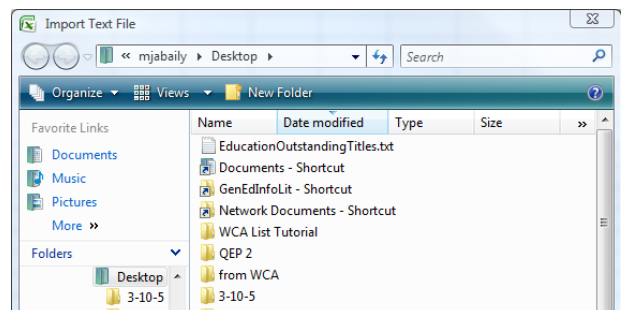 Import Text File
« mjabaily ▸ Desktop ▸ Search
Organize Views New Folder
Favorite Links
Documents
Music
Pictures
More »
Folders
Desktop
3-10-5
Name Date modified Type Size »
EducationOutstandingTitles.txt
Documents - Shortcut
GenEdInfoLit - Shortcut
Network Documents - Shortcut
WCA List Tutorial
QEP 2
from WCA
3-10-5